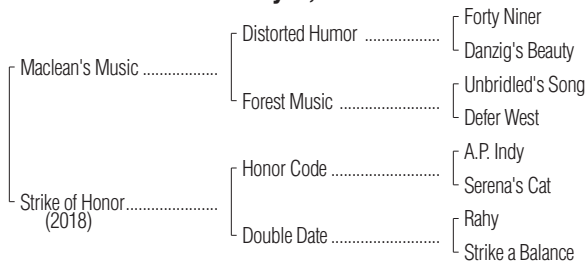 Forty Niner
Distorted Humor ..................
Danzig's Beauty
Maclean's Music ..................
Unbridled's Song
Forest Music .........................
Defer West
A.P. Indy
Honor Code ..........................
Serena's Cat
Strike of Honor ......................
(2018)
Rahy
Double Date ..........................
Strike a Balance